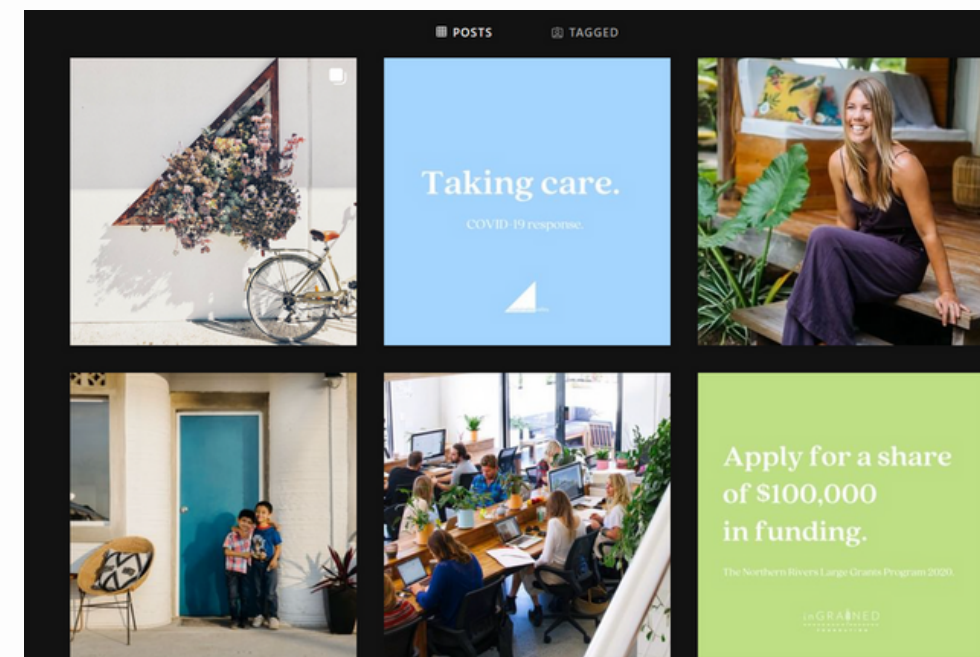 POSTS
TAGGED
Taking care.
COVID-19 response.
Apply for a share
of $100,000
in funding.
The Northern Rivers Large Grants Program 2020.
inGRAINED
FOUNDATION